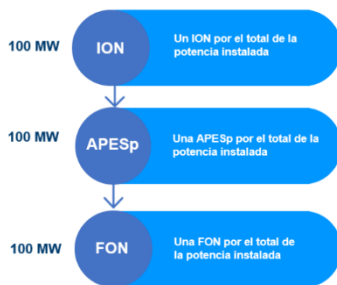 100 MW
ION
Un ION por el total de la
potencia instalada
100 MW
APESp
Una APESp por el total de la
potencia instalada
100 MW
FON
Una FON por el total de
la potencia instalada